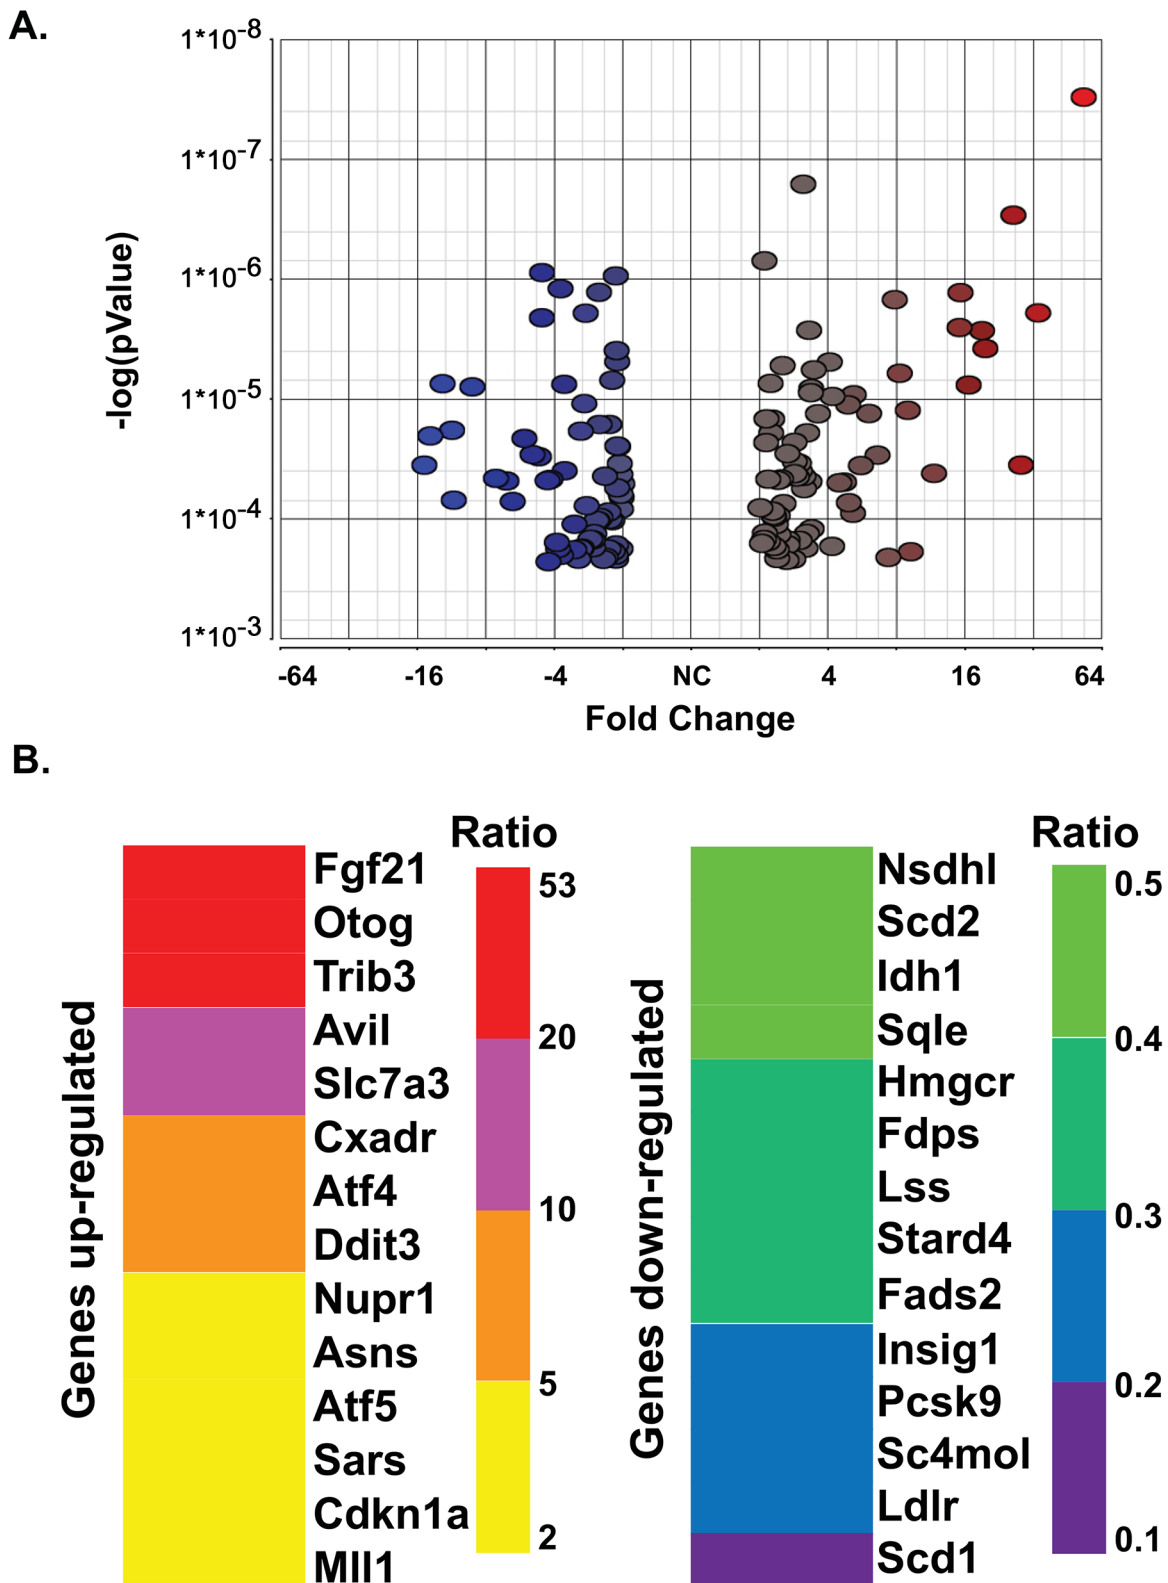 A.
1*10-8
1*10-7
1*10-6
1*10-5
1*10-4
1*10-3
-log(pValue)
-64 -16 -4 NC 4 16 64
Fold Change
B.
Genes up-regulated
Fgf21
Otog
Trib3
Avil
Slc7a3
Cxadr
Atf4
Ddit3
Nupr1
Asns
Atf5
Sars
Cdkn1a
Mll1
Ratio
53
20
10
5
2
Genes down-regulated
Nsdhl
Scd2
Idh1
Sqle
Hmgcr
Fdps
Lss
Stard4
Fads2
Insig1
Pcsk9
Sc4mol
Ldlr
Scd1
Ratio
0.5
0.4
0.3
0.2
0.1